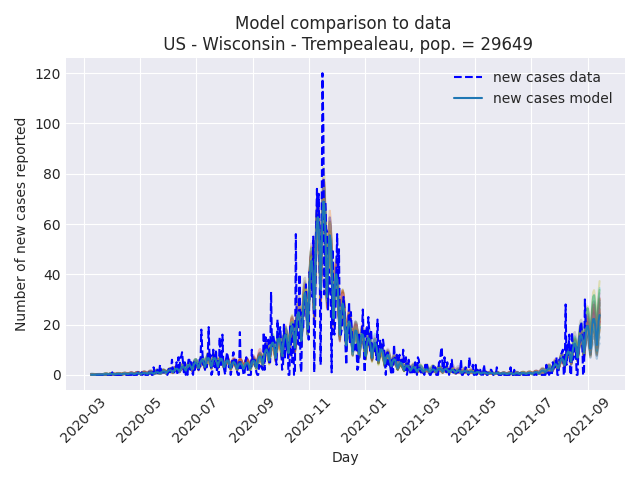 Model comparison to data
US - Wisconsin - Trempealeau, pop. = 29649
120
100
80
60
40
20
0
Number of new cases reported
new cases data
new cases model
2020-03
2020-05
2020-07
2020-09
2020-11
2021-01
2021-03
2021-05
2021-07
2021-09
Day